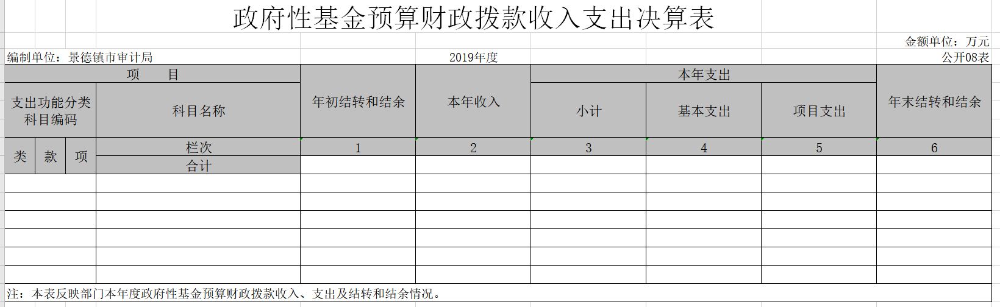 政府性基金预算财政拨款收入支出决算表
金额单位：万元
编制单位：景德镇市审计局 2019年度 公开08表
项 目 年初结转和结余 本年收入 本年支出 年末结转和结余
支出功能分类
科目编码 科目名称 小计 基本支出 项目支出
类 款 项 栏次 1 2 3 4 5 6
合计
注：本表反映部门本年度政府性基金预算财政拨款收入、支出及结转和结余情况。